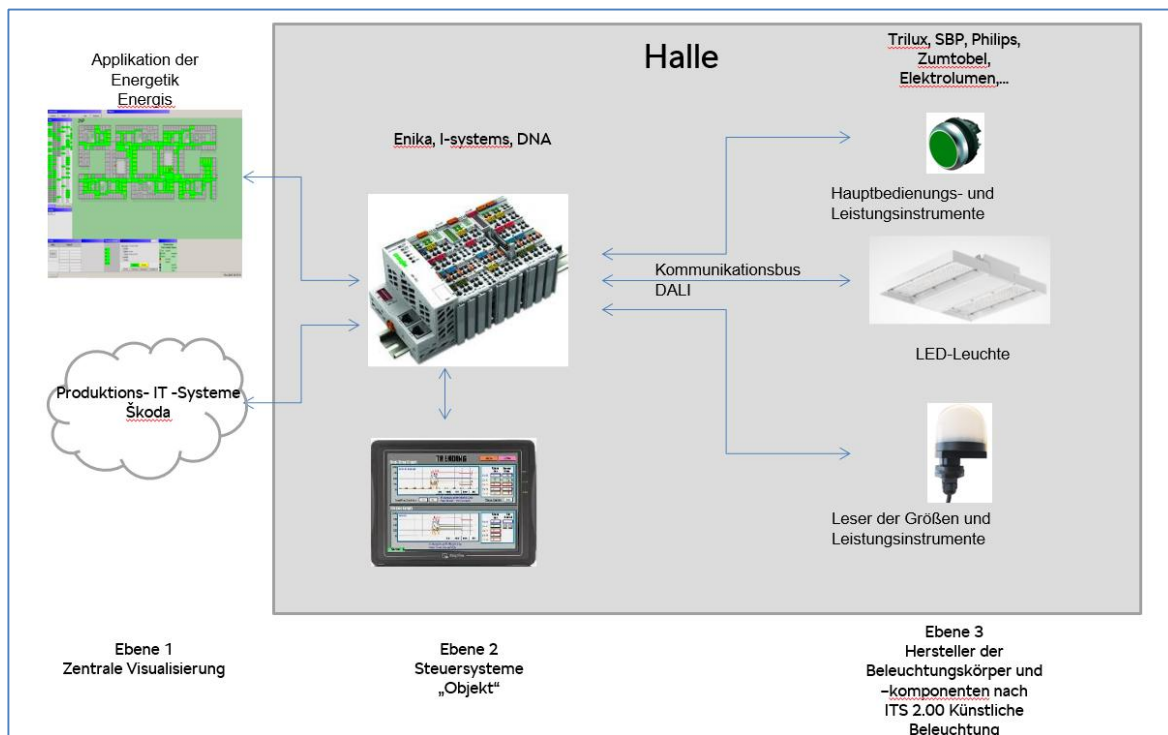 Halle
Applikation der
Energetik
Energis
Enika, I-systems, DNA
Trilux, SBP, Philips,
Zumtobel,
Elektrolumen,...
Hauptbedienungs- und
Leistungsinstrumente
Kommunikationsbus
DALI
LED-Leuchte
Produktions- IT -Systeme
Škoda
TRENDING
Leser der Größen und
Leistungsinstrumente
Ebene 1
Zentrale Visualisierung
Ebene 2
Steuersysteme
„Objekt“
Ebene 3
Hersteller der
Beleuchtungskörper und
–komponenten nach
ITS 2.00 Künstliche
Beleuchtung